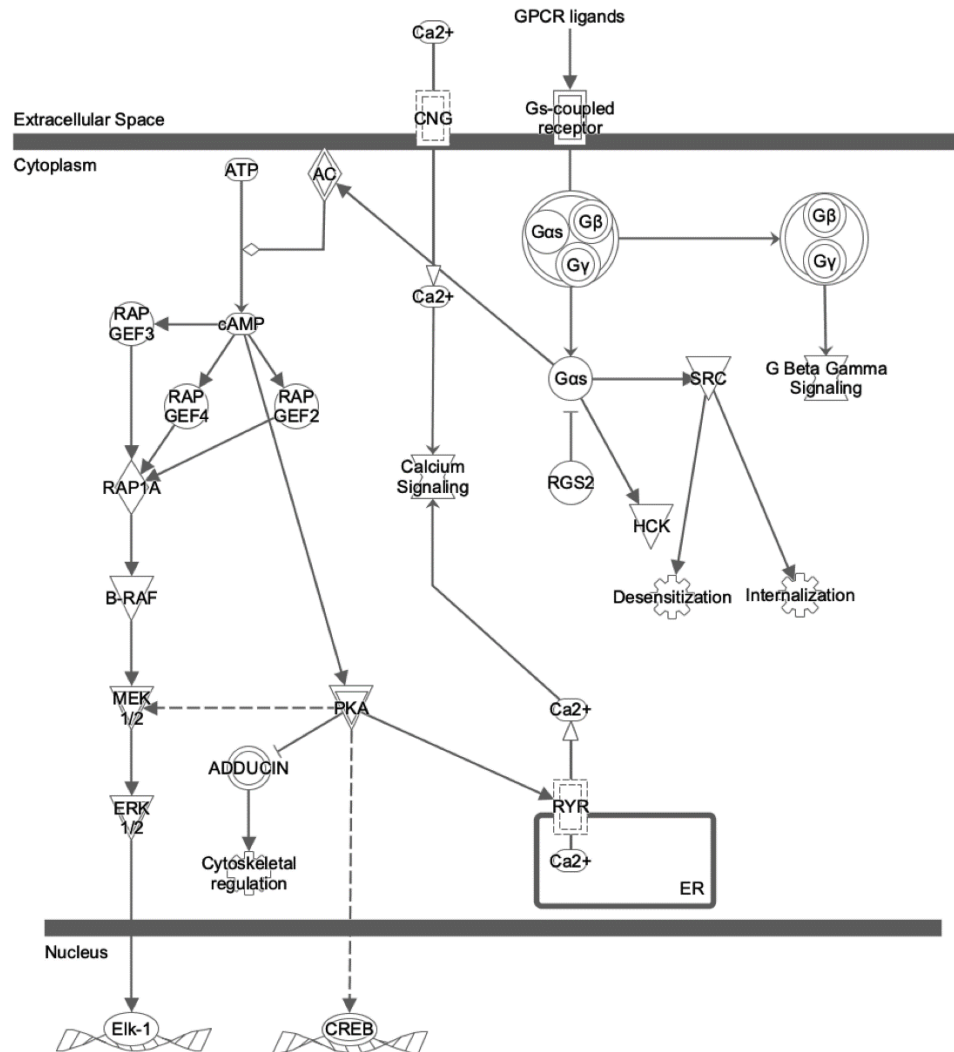 GPCR ligands
Ca2+
CNG
Gs-coupled
receptor
Extracellular Space
Cytoplasm
ATP
AC
Gαs
Gβ
Gγ
Gβ
Gγ
Ca2+
RAP
GEF3
cAMP
RAP
GEF4
RAP
GEF2
Gαs
SRC
G Beta Gamma
Signaling
RAP1A
Calcium
Signaling
RGS2
HCK
B-RAF
Desensitization
Internalization
MEK
1/2
PKA
Ca2+
ADDUCIN
ERK
1/2
RYR
Cytoskeletal
regulation
Ca2+
ER
Nucleus
Elk-1
CREB